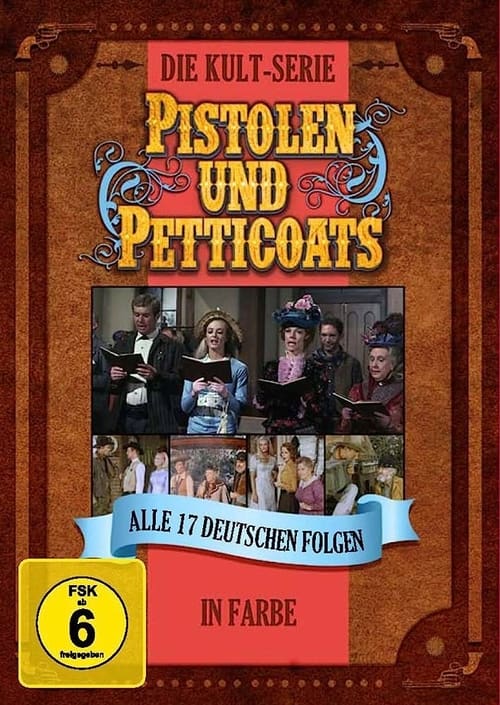 DIE KULT-SERIE
PISTOLEN
UND
PETTICOATS
ALLE 17 DEUTSCHEN FOLGEN
FSK
ab
6
freigegeben
IN FARBE